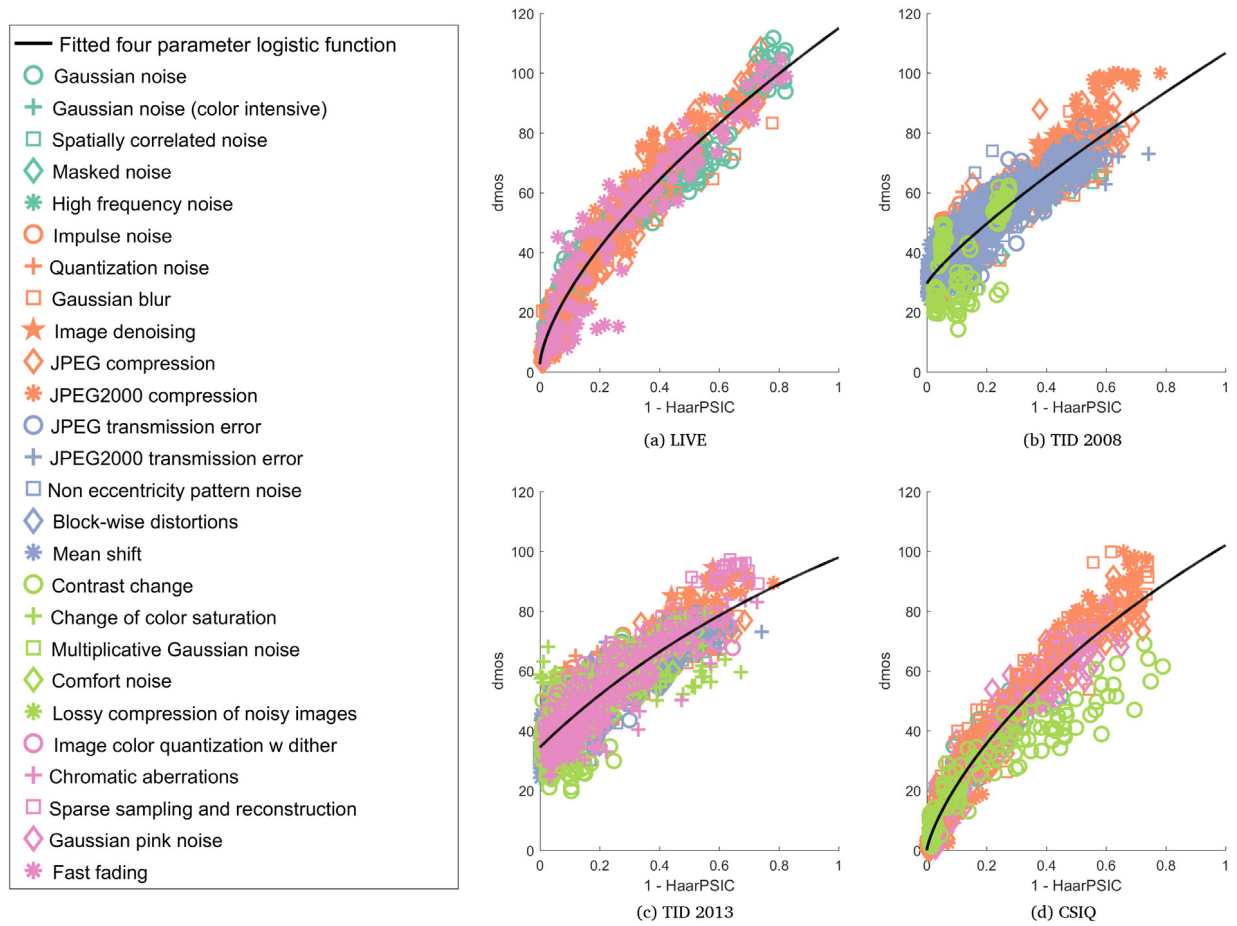 Fitted four parameter logistic function
Gaussian noise
Gaussian noise (color intensive)
Spatially correlated noise
Masked noise
High frequency noise
Impulse noise
Quantization noise
Gaussian blur
Image denoising
JPEG compression
JPEG2000 compression
JPEG transmission error
JPEG2000 transmission error
Non eccentricity pattern noise
Block-wise distortions
Mean shift
Contrast change
Change of color saturation
Multiplicative Gaussian noise
Comfort noise
Lossy compression of noisy images
Image color quantization w dither
Chromatic aberrations
Sparse sampling and reconstruction
Gaussian pink noise
Fast fading
120
100
80
60
40
20
0
dmos
0 0.2 0.4 0.6 0.8 1
1 - HaarPSIC
(a) LIVE
120
100
80
60
40
20
0
dmos
0 0.2 0.4 0.6 0.8 1
1 - HaarPSIC
(b) TID 2008
120
100
80
60
40
20
0
dmos
0 0.2 0.4 0.6 0.8 1
1 - HaarPSIC
(c) TID 2013
120
100
80
60
40
20
0
dmos
0 0.2 0.4 0.6 0.8 1
1 - HaarPSIC
(d) CSIQ